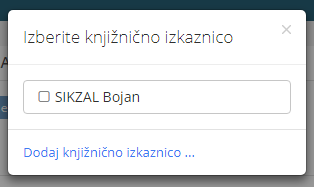 Izberite knjižnično izkaznico
×
SIKZAL Bojan
Dodaj knjižnično izkaznico ...